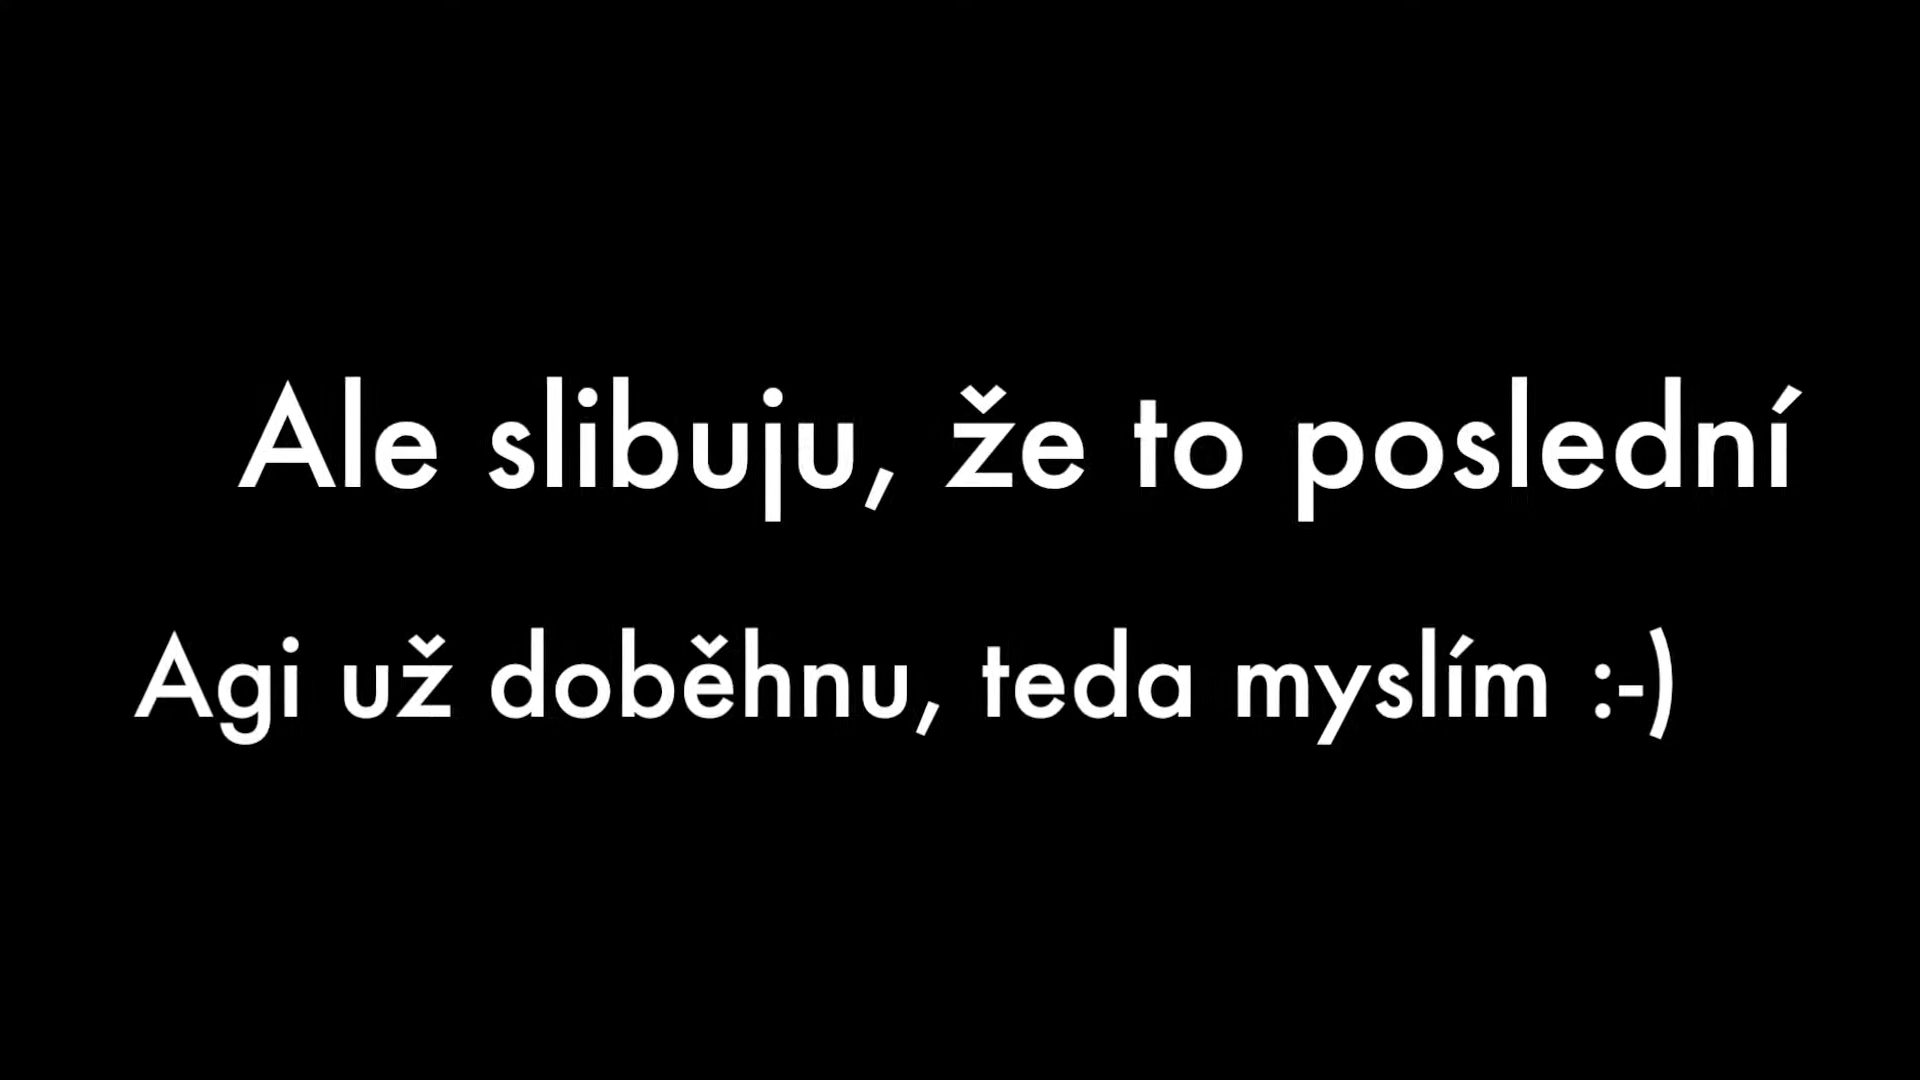 Ale slibuju, že to poslední
Agi už doběhnu, teda myslím :-)